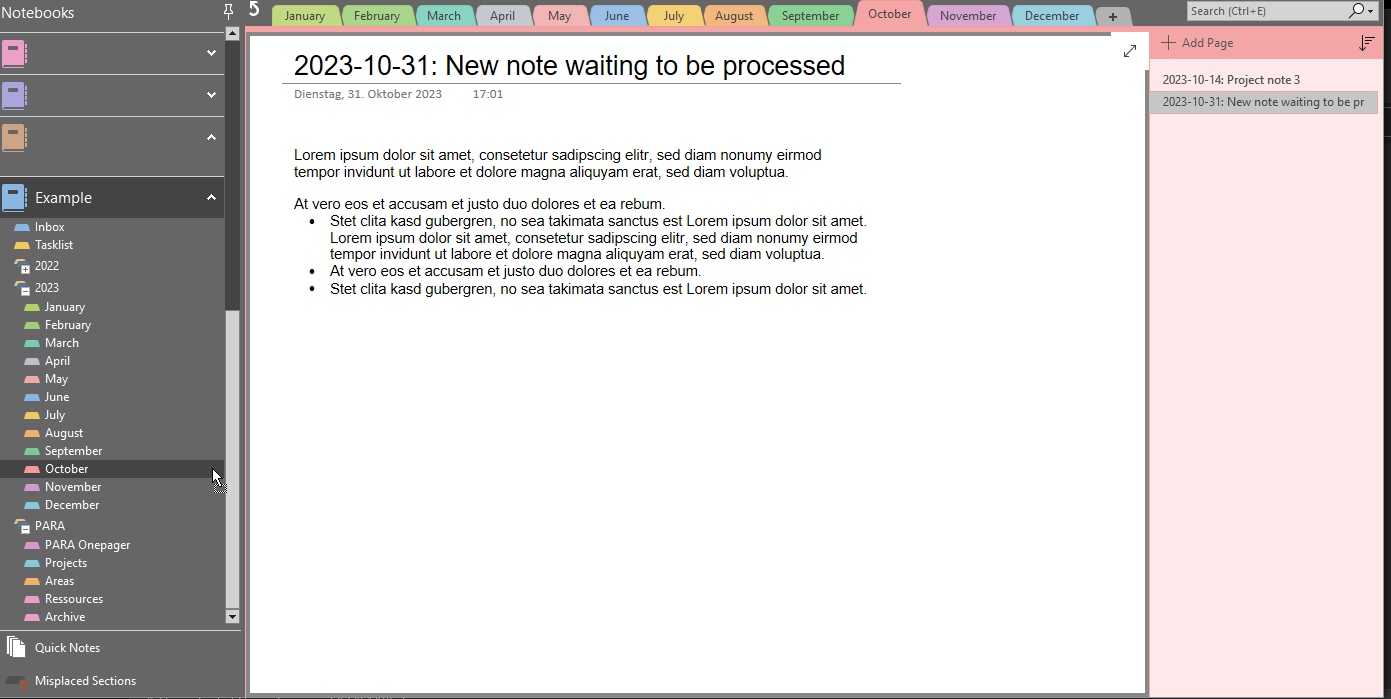 Notebooks
Example
Inbox
Tasklist
2022
2023
January
February
March
April
May
June
July
August
September
October
November
December
PARA
PARA Onepager
Projects
Areas
Ressources
Archive
Quick Notes
Misplaced Sections
January February March April May June July August September October November December +
Search (Ctrl+E)
2023-10-31: New note waiting to be processed
Dienstag, 31. Oktober 2023 17:01
Lorem ipsum dolor sit amet, consetetur sadipscing elitr, sed diam nonumy eirmod
tempor invidunt ut labore et dolore magna aliquyam erat, sed diam voluptua.
At vero eos et accusam et justo duo dolores et ea rebum.
• Stet clita kasd gubergren, no sea takimata sanctus est Lorem ipsum dolor sit amet.
Lorem ipsum dolor sit amet, consetetur sadipscing elitr, sed diam nonumy eirmod
tempor invidunt ut labore et dolore magna aliquyam erat, sed diam voluptua.
• At vero eos et accusam et justo duo dolores et ea rebum.
• Stet clita kasd gubergren, no sea takimata sanctus est Lorem ipsum dolor sit amet.
Add Page
2023-10-14: Project note 3
2023-10-31: New note waiting to be pr